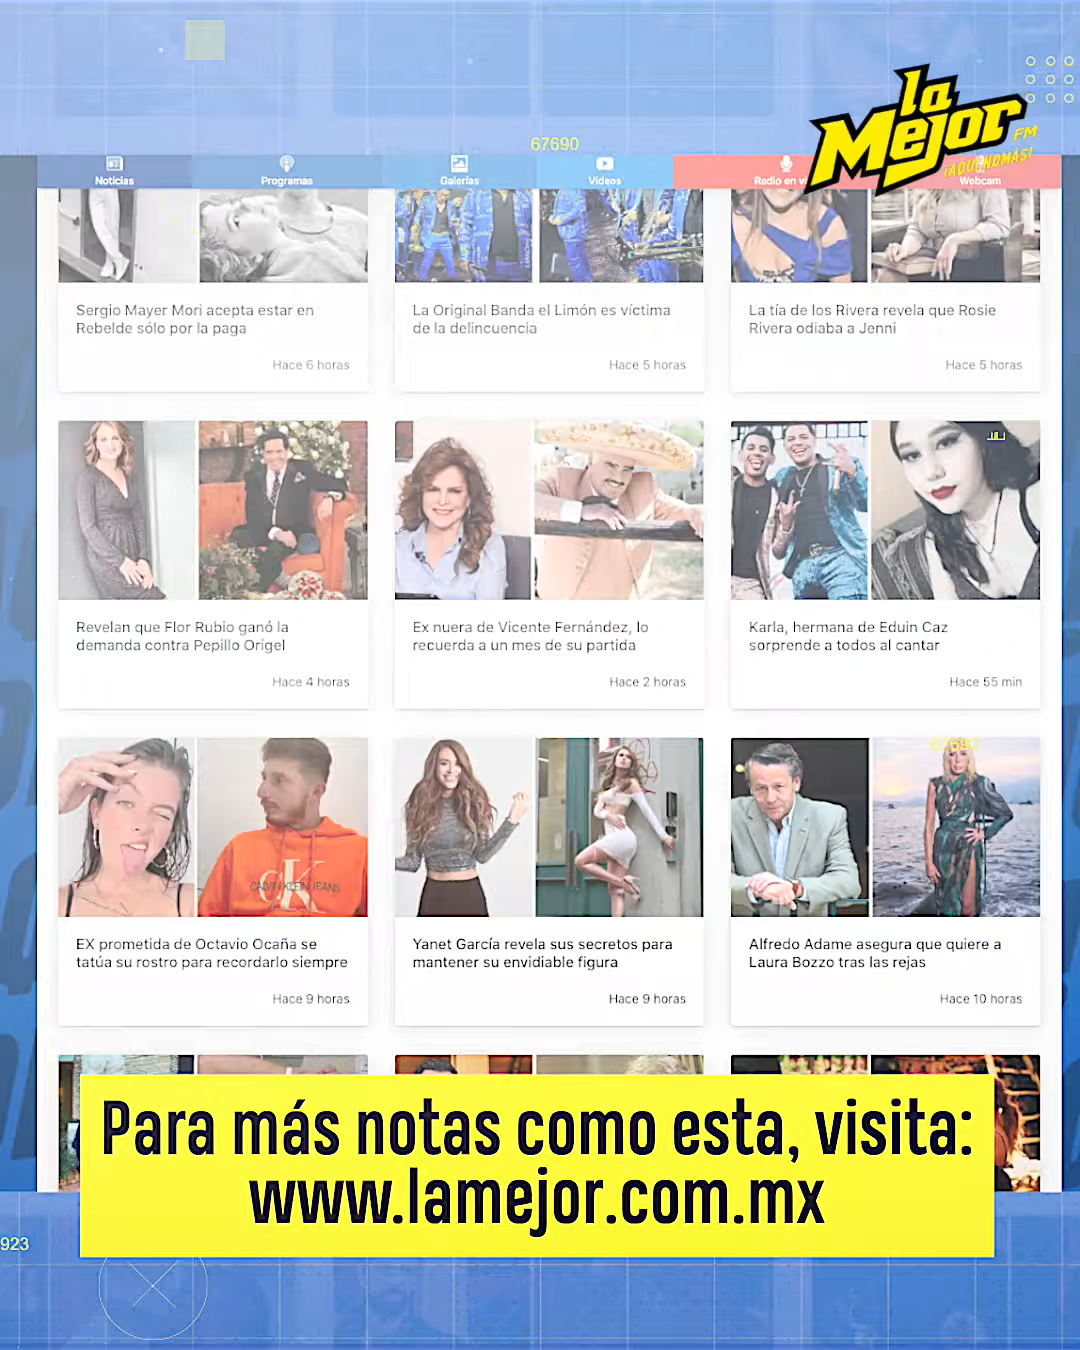 la
Mejor FM
¡AQUÍ NOMÁS!
67690
Noticias
Programas
Galerías
Videos
Radio en v
Webcam
Sergio Mayer Mori acepta estar en
Rebelde sólo por la paga
Hace 6 horas
La Original Banda el Limón es víctima
de la delincuencia
Hace 5 horas
La tía de los Rivera revela que Rosie
Rivera odiaba a Jenni
Hace 5 horas
Revelan que Flor Rubio ganó la
demanda contra Pepillo Origel
Hace 4 horas
Ex nuera de Vicente Fernández, lo
recuerda a un mes de su partida
Hace 2 horas
Karla, hermana de Eduin Caz
sorprende a todos al cantar
Hace 55 min
67690
CK
CALVIN KLEIN JEANS
EX prometida de Octavio Ocaña se
tatúa su rostro para recordarlo siempre
Hace 9 horas
Yanet García revela sus secretos para
mantener su envidiable figura
Hace 9 horas
Alfredo Adame asegura que quiere a
Laura Bozzo tras las rejas
Hace 10 horas
Para más notas como esta, visita:
www.lamejor.com.mx
923